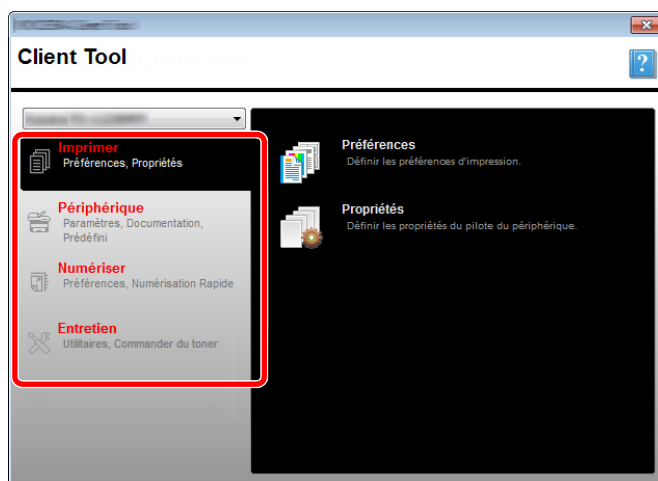 Client Tool
?
Imprimer
Préférences, Propriétés
Périphérique
Paramètres, Documentation,
Prédéfini
Numériser
Préférences, Numérisation Rapide
Entretien
Utilitaires, Commander du toner
Préférences
Définir les préférences d'impression.
Propriétés
Définir les propriétés du pilote du périphérique.